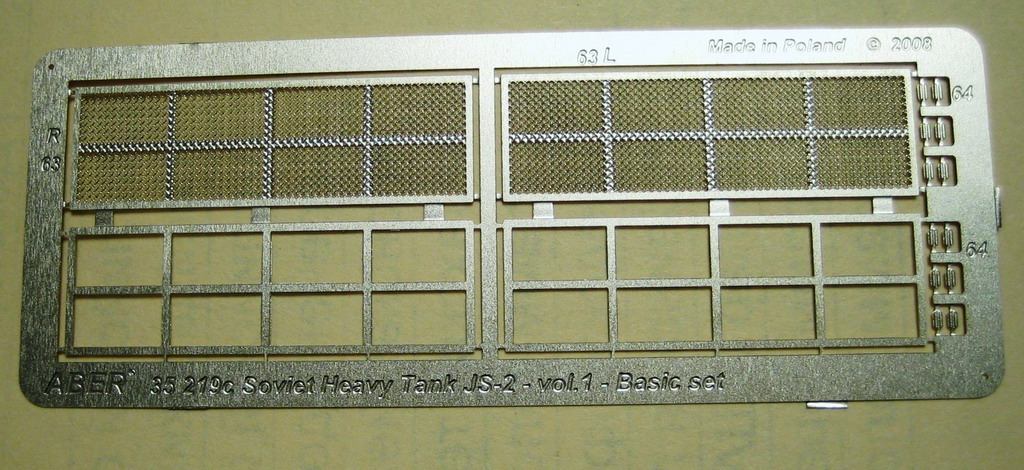 Made in Poland © 2008
63 L
64
R
63
64
ABER® 35 219c Soviet Heavy Tank JS-2 - vol.1 - Basic set